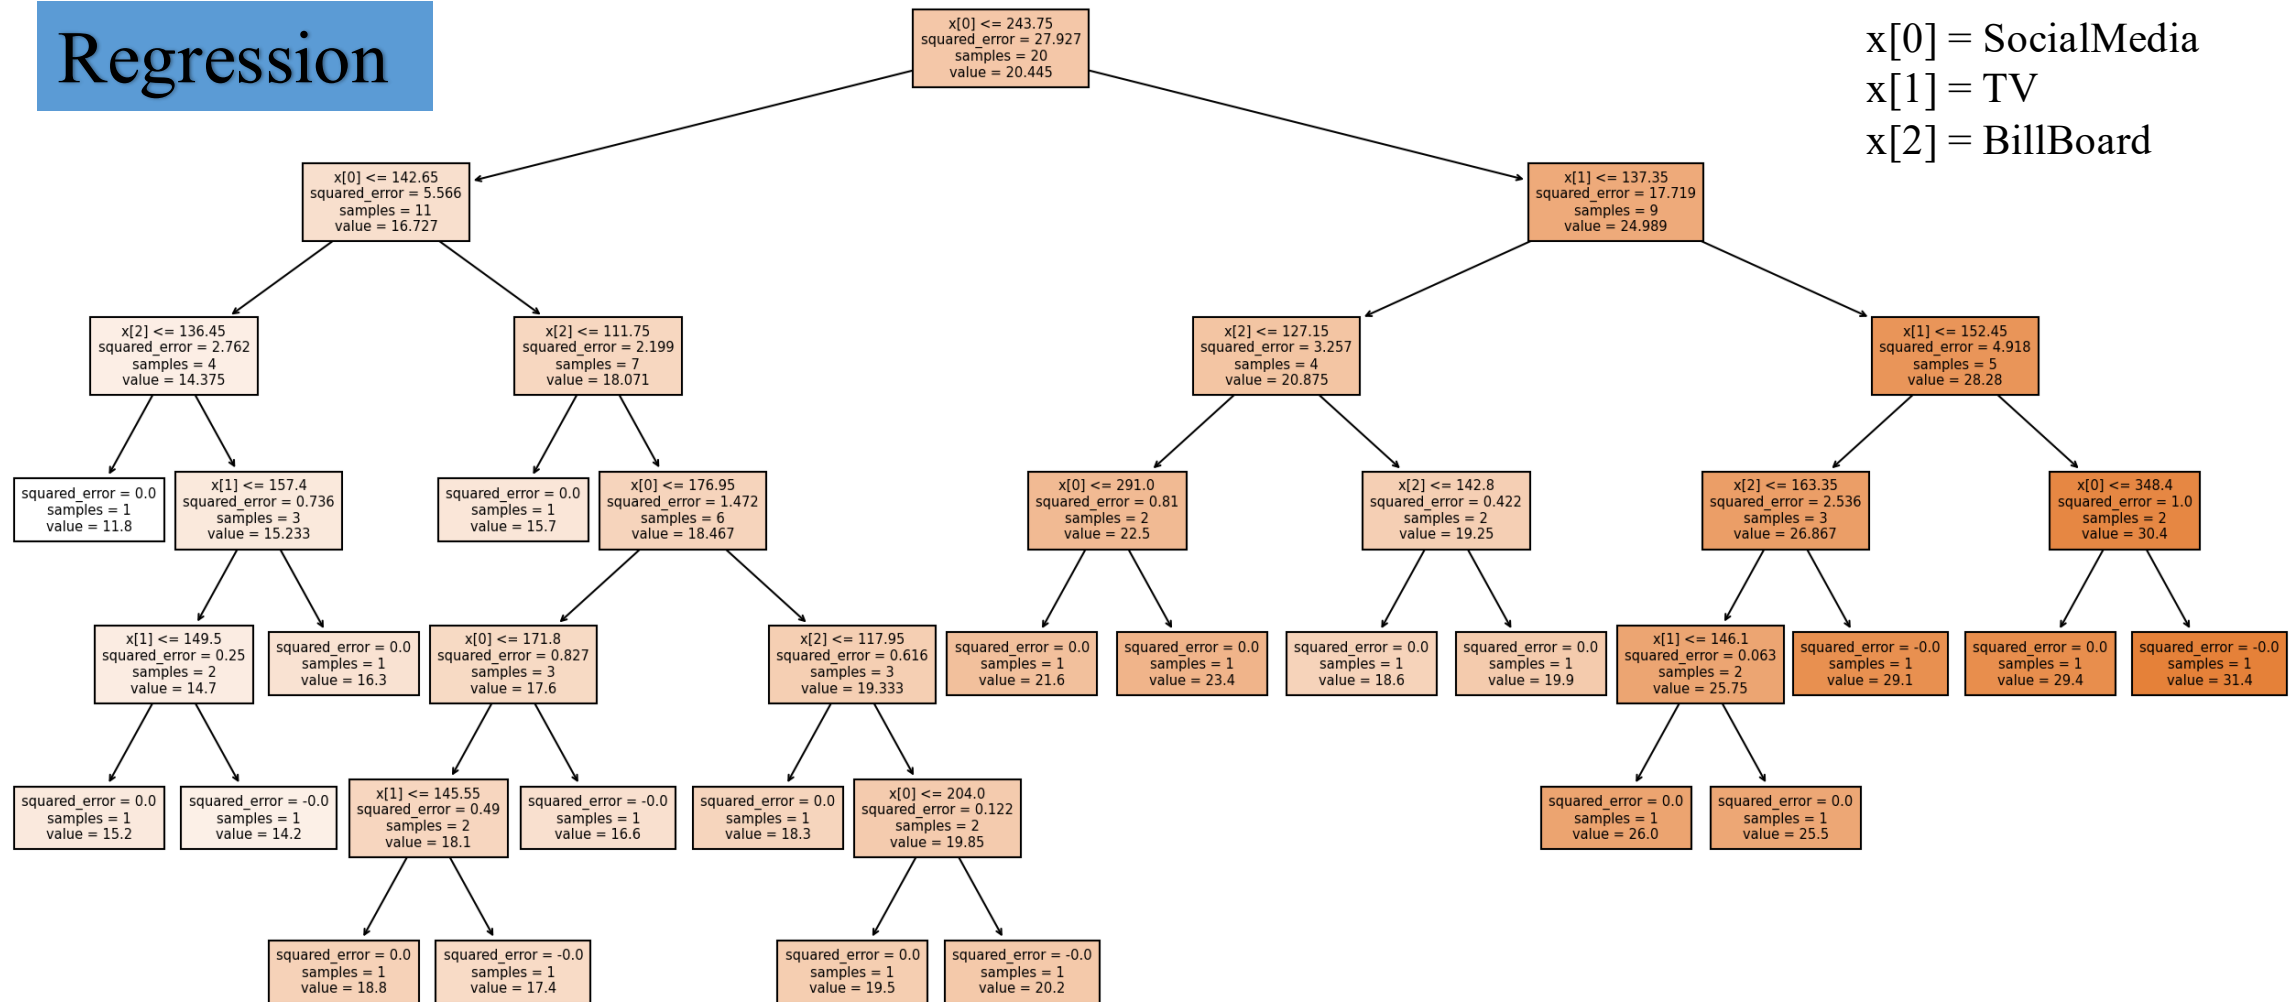 Regression
x[0] = SocialMedia
x[1] = TV
x[2] = BillBoard
x[0] <= 243.75
squared_error = 27.927
samples = 20
value = 20.445
x[0] <= 142.65
squared_error = 5.566
samples = 11
value = 16.727
x[1] <= 137.35
squared_error = 17.719
samples = 9
value = 24.989
x[2] <= 136.45
squared_error = 2.762
samples = 4
value = 14.375
x[2] <= 111.75
squared_error = 2.199
samples = 7
value = 18.071
x[2] <= 127.15
squared_error = 3.257
samples = 4
value = 20.875
x[1] <= 152.45
squared_error = 4.918
samples = 5
value = 28.28
squared_error = 0.0
samples = 1
value = 11.8
x[1] <= 157.4
squared_error = 0.736
samples = 3
value = 15.233
squared_error = 0.0
samples = 1
value = 15.7
x[0] <= 176.95
squared_error = 1.472
samples = 6
value = 18.467
x[0] <= 291.0
squared_error = 0.81
samples = 2
value = 22.5
x[2] <= 142.8
squared_error = 0.422
samples = 2
value = 19.25
x[2] <= 163.35
squared_error = 2.536
samples = 3
value = 26.867
x[0] <= 348.4
squared_error = 1.0
samples = 2
value = 30.4
x[1] <= 149.5
squared_error = 0.25
samples = 2
value = 14.7
squared_error = 0.0
samples = 1
value = 16.3
x[0] <= 171.8
squared_error = 0.827
samples = 3
value = 17.6
x[2] <= 117.95
squared_error = 0.616
samples = 3
value = 19.333
squared_error = 0.0
samples = 1
value = 21.6
squared_error = 0.0
samples = 1
value = 23.4
squared_error = 0.0
samples = 1
value = 18.6
squared_error = 0.0
samples = 1
value = 19.9
x[1] <= 146.1
squared_error = 0.063
samples = 2
value = 25.75
squared_error = -0.0
samples = 1
value = 29.1
squared_error = 0.0
samples = 1
value = 29.4
squared_error = -0.0
samples = 1
value = 31.4
squared_error = 0.0
samples = 1
value = 15.2
squared_error = -0.0
samples = 1
value = 14.2
x[1] <= 145.55
squared_error = 0.49
samples = 2
value = 18.1
squared_error = -0.0
samples = 1
value = 16.6
squared_error = 0.0
samples = 1
value = 18.3
x[0] <= 204.0
squared_error = 0.122
samples = 2
value = 19.85
squared_error = 0.0
samples = 1
value = 26.0
squared_error = 0.0
samples = 1
value = 25.5
squared_error = 0.0
samples = 1
value = 18.8
squared_error = -0.0
samples = 1
value = 17.4
squared_error = 0.0
samples = 1
value = 19.5
squared_error = -0.0
samples = 1
value = 20.2